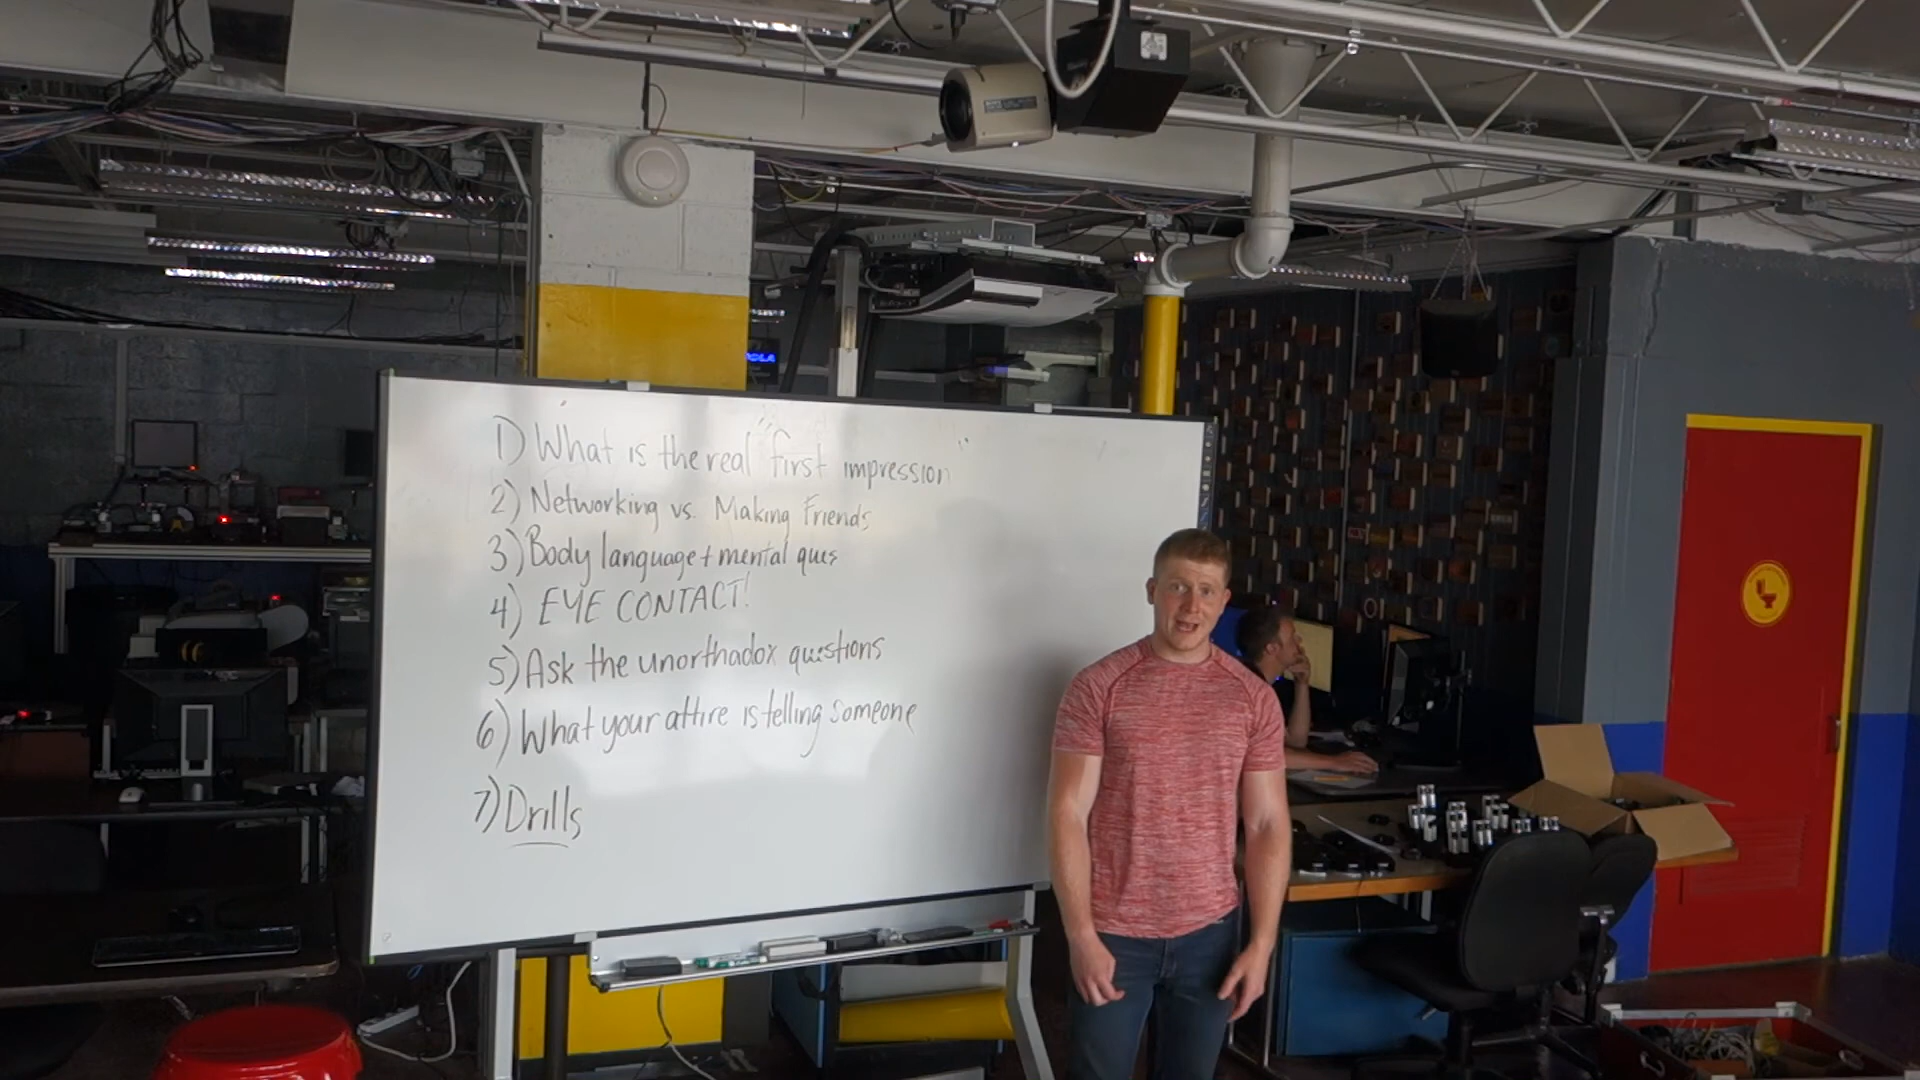 1) What is the real "first impression"
2) Networking vs. Making Friends
3) Body language + mental ques
4) EYE CONTACT!
5) Ask the unorthadox questions
6) What your attire is telling someone
7) Drills